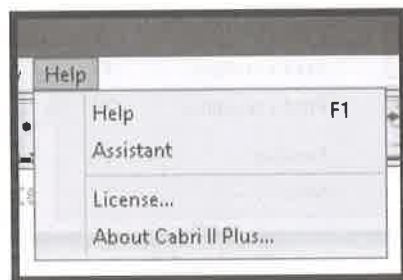 Help
Help F1
Assistant
License...
About Cabri II Plus...